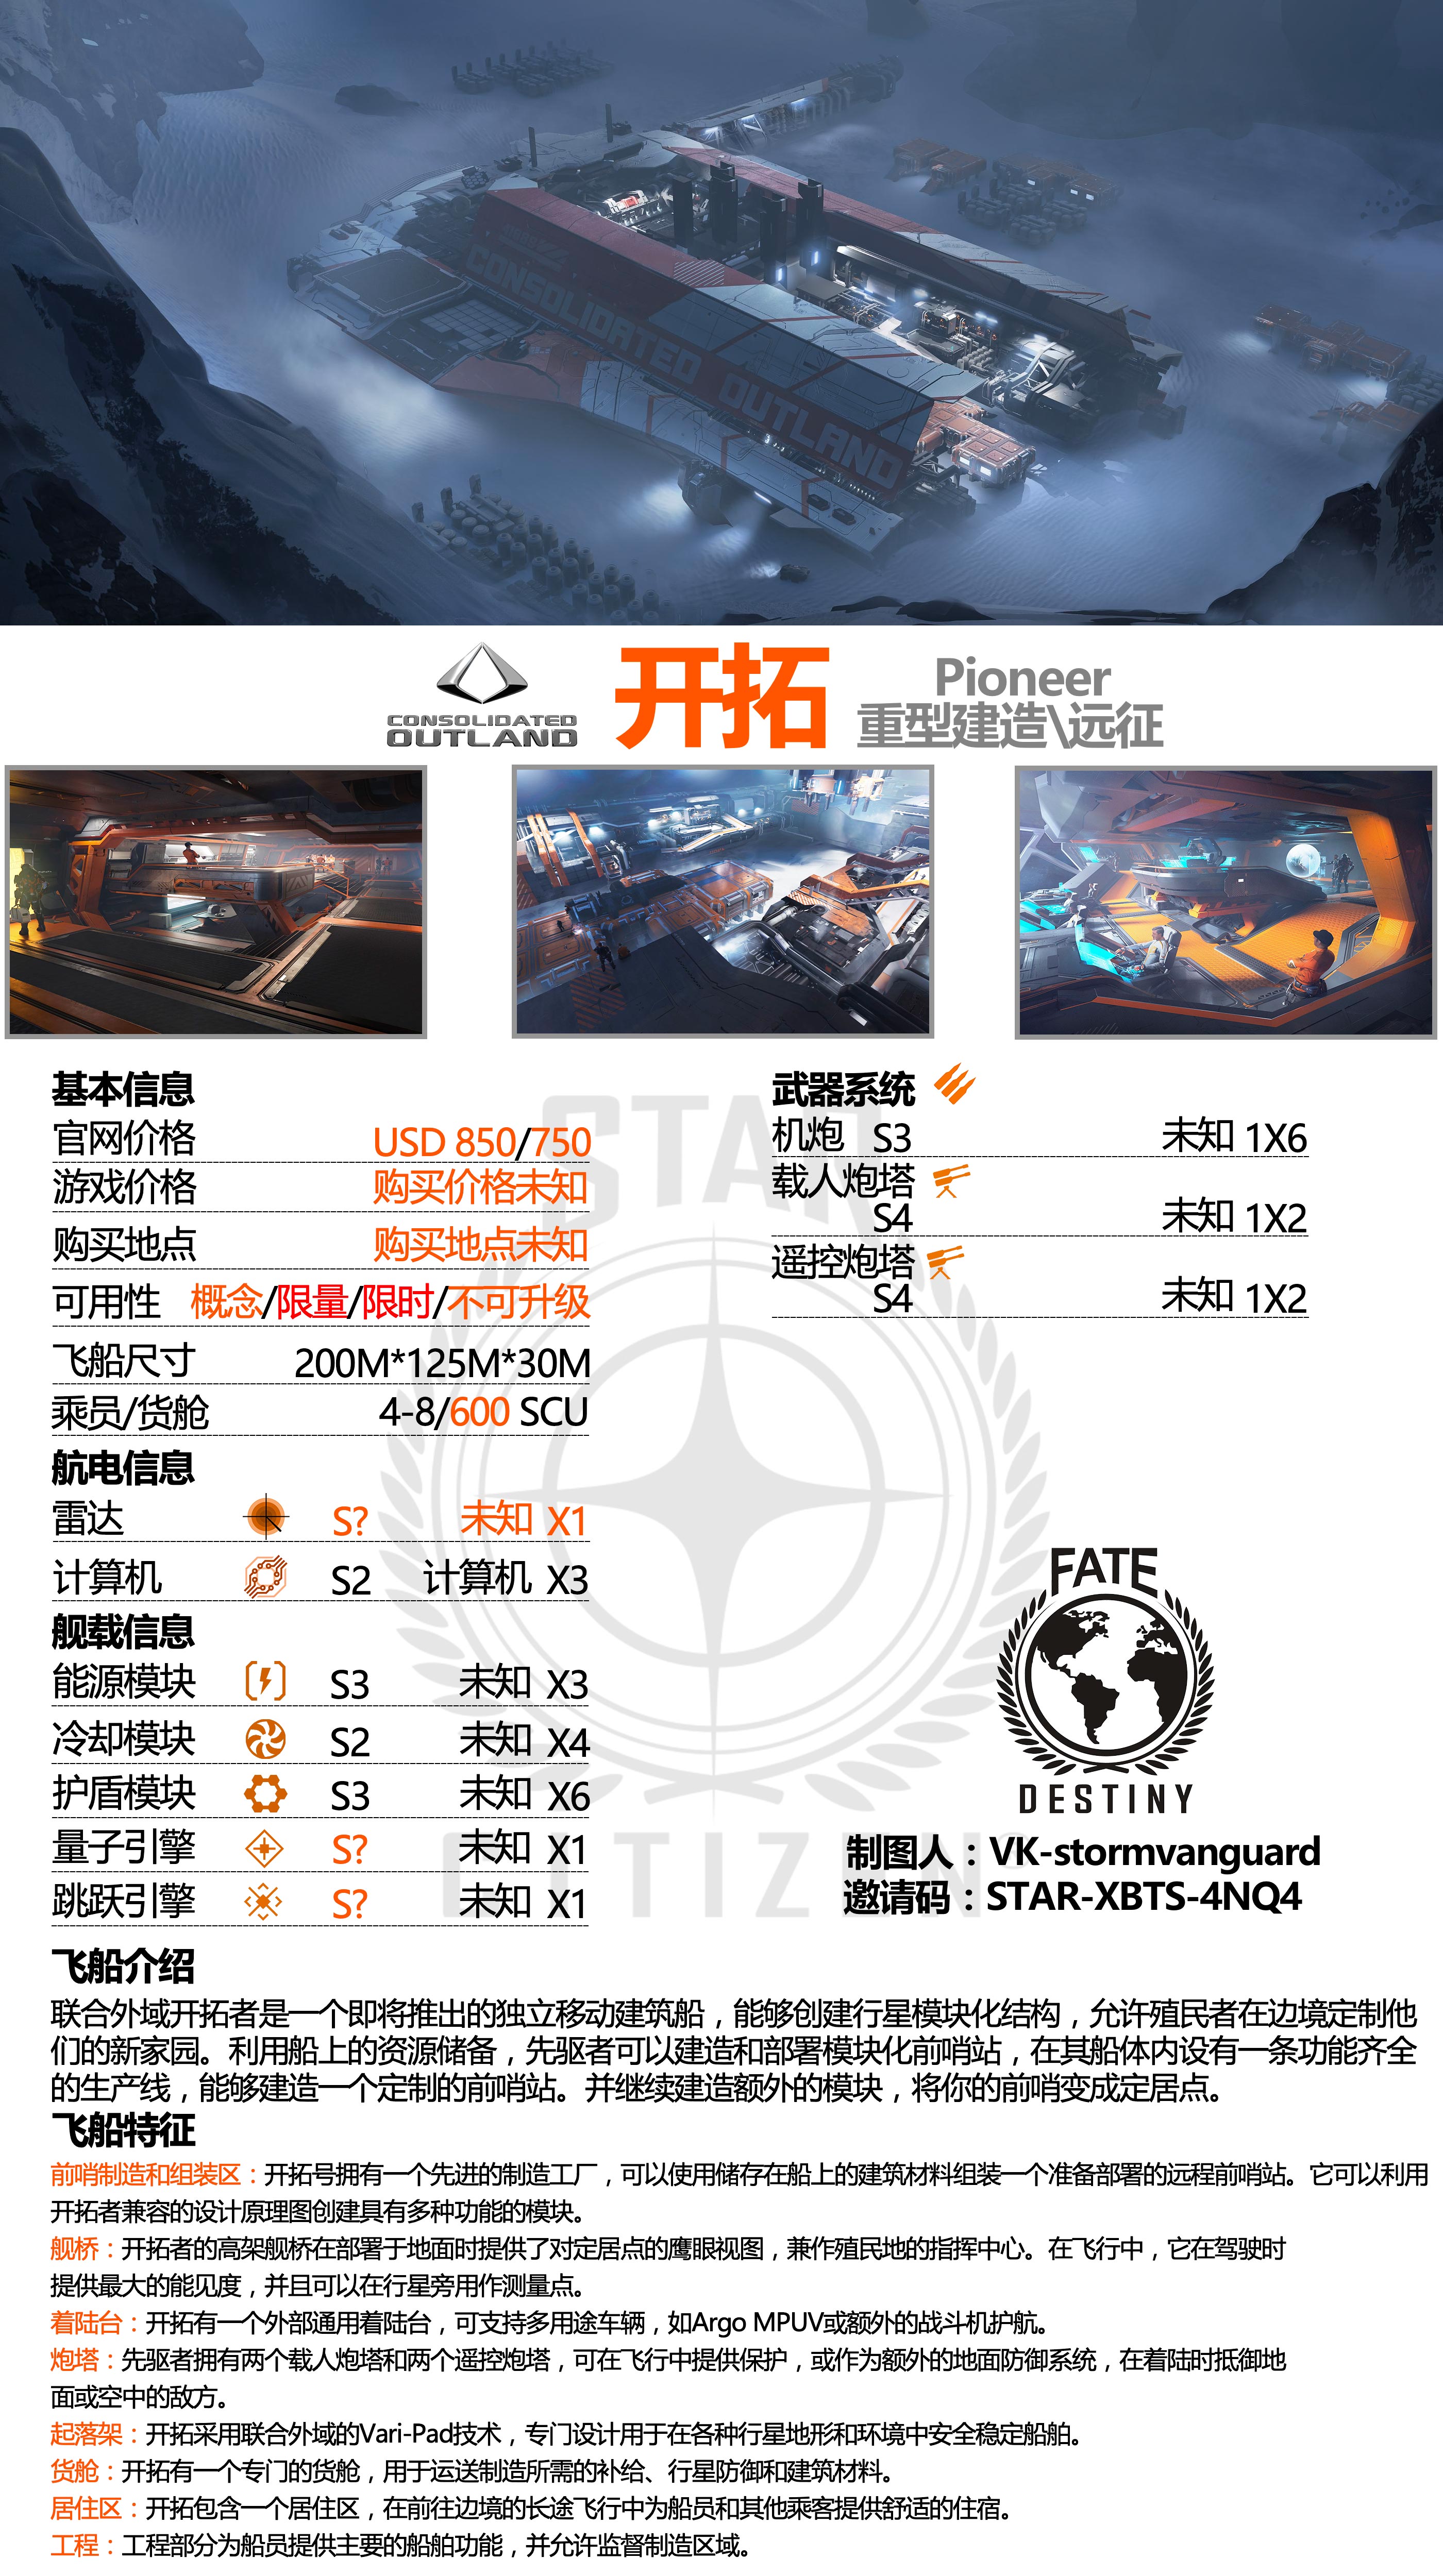 CONSOLIDATED OUTLAND
CONSOLIDATED
OUTLAND
开拓
Pioneer
重型建造\远征
基本信息
官网价格 USD 850/750
游戏价格 购买价格未知
购买地点 购买地点未知
可用性 概念/限量/限时/不可升级
飞船尺寸 200M*125M*30M
乘员/货舱 4-8/600 SCU
航电信息
雷达 S? 未知 X1
计算机 S2 计算机 X3
舰载信息
能源模块 S3 未知 X3
冷却模块 S2 未知 X4
护盾模块 S3 未知 X6
量子引擎 S? 未知 X1
跳跃引擎 S? 未知 X1
武器系统
机炮 S3 未知 1X6
载人炮塔
S4 未知 1X2
遥控炮塔
S4 未知 1X2
STAR
CITIZEN
FATE
DESTINY
制图人：VK-stormvanguard
邀请码：STAR-XBTS-4NQ4
飞船介绍
联合外域开拓者是一个即将推出的独立移动建筑船，能够创建行星模块化结构，允许殖民者在边境定制他
们的新家园。利用船上的资源储备，先驱者可以建造和部署模块化前哨站，在其船体内设有一条功能齐全
的生产线，能够建造一个定制的前哨站。并继续建造额外的模块，将你的前哨变成定居点。
飞船特征
前哨制造和组装区：开拓号拥有一个先进的制造工厂，可以使用储存在船上的建筑材料组装一个准备部署的远程前哨站。它可以利用
开拓者兼容的设计原理图创建具有多种功能的模块。
舰桥：开拓者的高架舰桥在部署于地面时提供了对定居点的鹰眼视图，兼作殖民地的指挥中心。在飞行中，它在驾驶时
提供最大的能见度，并且可以在行星旁用作测量点。
着陆台：开拓有一个外部通用着陆台，可支持多用途车辆，如Argo MPUV或额外的战斗机护航。
炮塔：先驱者拥有两个载人炮塔和两个遥控炮塔，可在飞行中提供保护，或作为额外的地面防御系统，在着陆时抵御地
面或空中的敌方。
起落架：开拓采用联合外域的Vari-Pad技术，专门设计用于在各种行星地形和环境中安全稳定船舶。
货舱：开拓有一个专门的货舱，用于运送制造所需的补给、行星防御和建筑材料。
居住区：开拓包含一个居住区，在前往边境的长途飞行中为船员和其他乘客提供舒适的住宿。
工程：工程部分为船员提供主要的船舶功能，并允许监督制造区域。